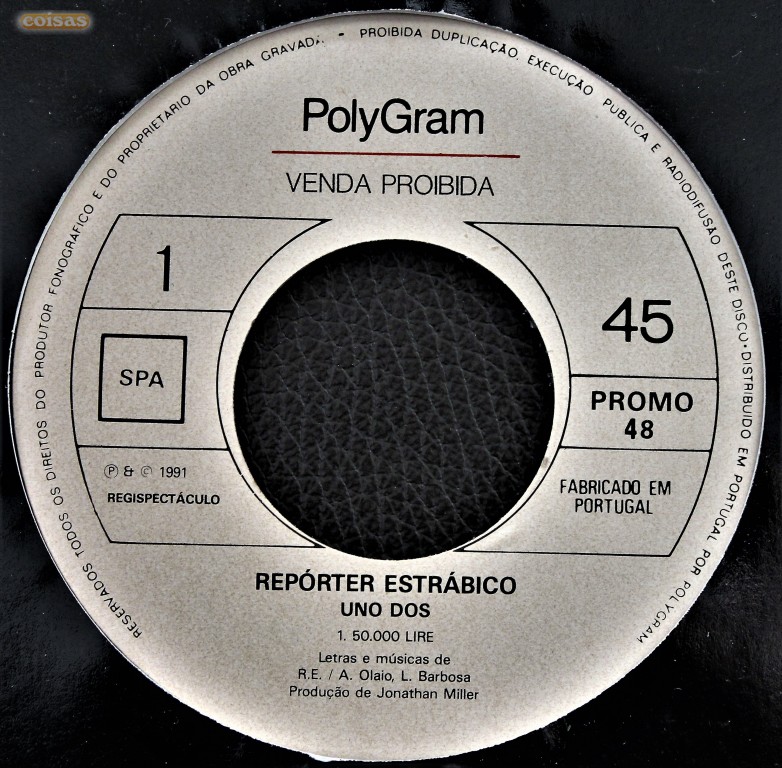 coisas
RESERVADOS TODOS OS DIREITOS DO PRODUTOR FONOGRÁFICO E DO PROPRIETARIO DA OBRA GRAVADA - PROIBIDA DUPLICAÇÃO, EXECUÇÃO PUBLICA E RADIODIFUSÃO DESTE DISCO • DISTRIBUIDO EM PORTUGAL POR POLYGRAM
PolyGram
VENDA PROIBIDA
1
45
SPA
PROMO
48
Ⓟ & © 1991
REGISPECTÁCULO
FABRICADO EM
PORTUGAL
REPÓRTER ESTRÁBICO
UNO DOS
1. 50.000 LIRE
Letras e músicas de
R.E. / A. Olaio, L. Barbosa
Produção de Jonathan Miller